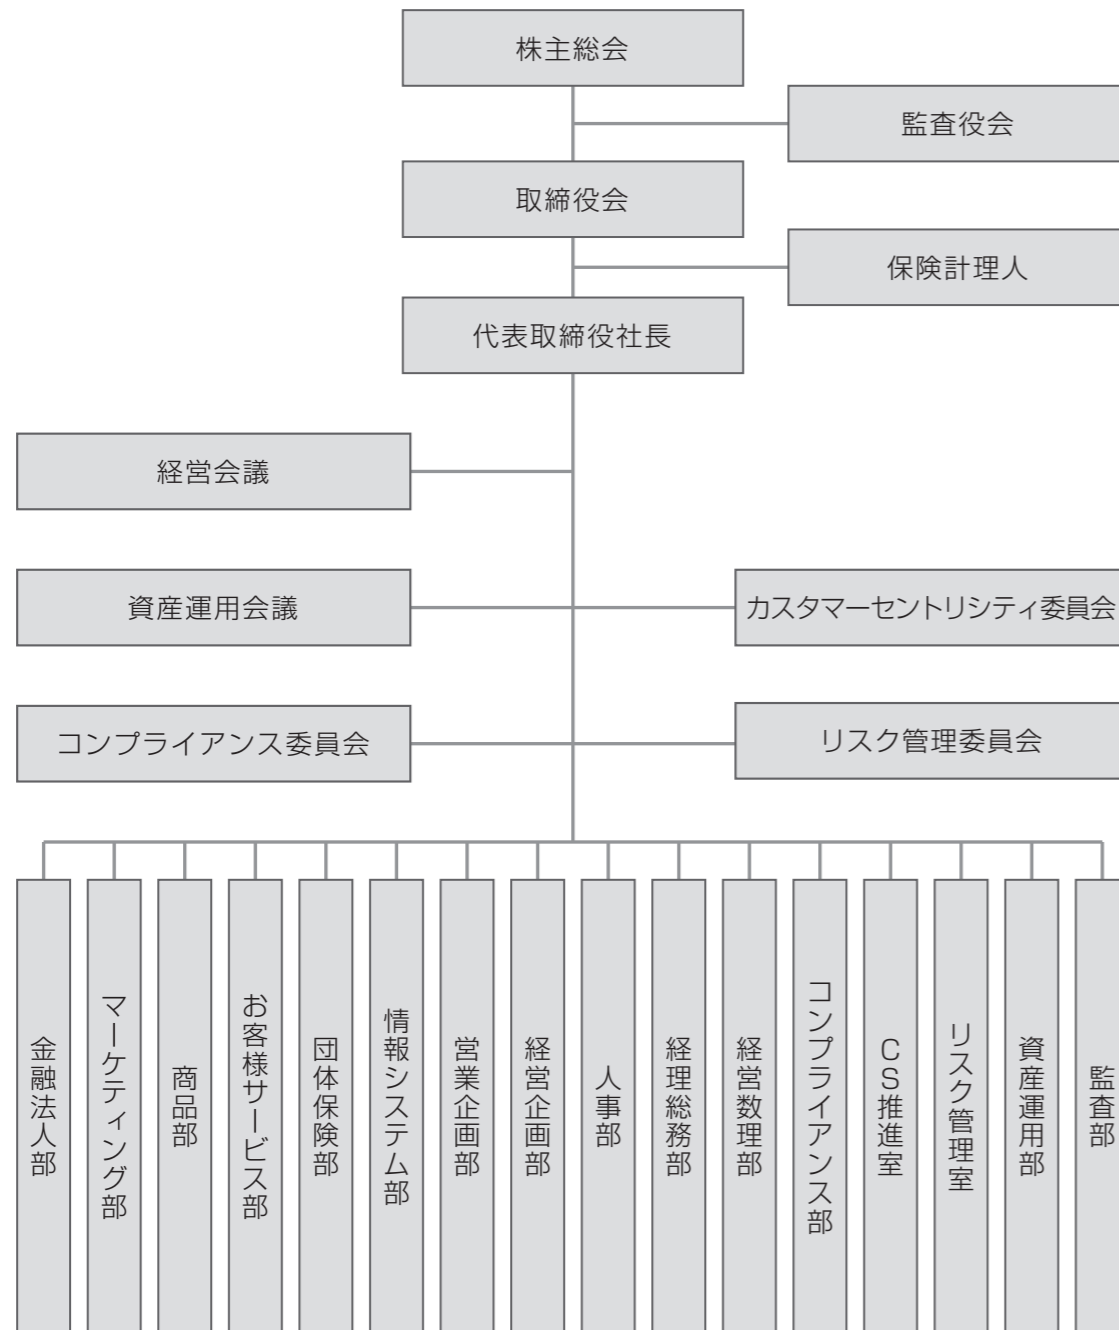 株主総会
監査役会
取締役会
保険計理人
代表取締役社長
経営会議
資産運用会議
カスタマーセントリシティ委員会
コンプライアンス委員会
リスク管理委員会
金融法人部
マーケティング部
商品部
お客様サービス部
団体保険部
情報システム部
営業企画部
経営企画部
人事部
経理総務部
経営数理部
コンプライアンス部
CS推進室
リスク管理室
資産運用部
監査部